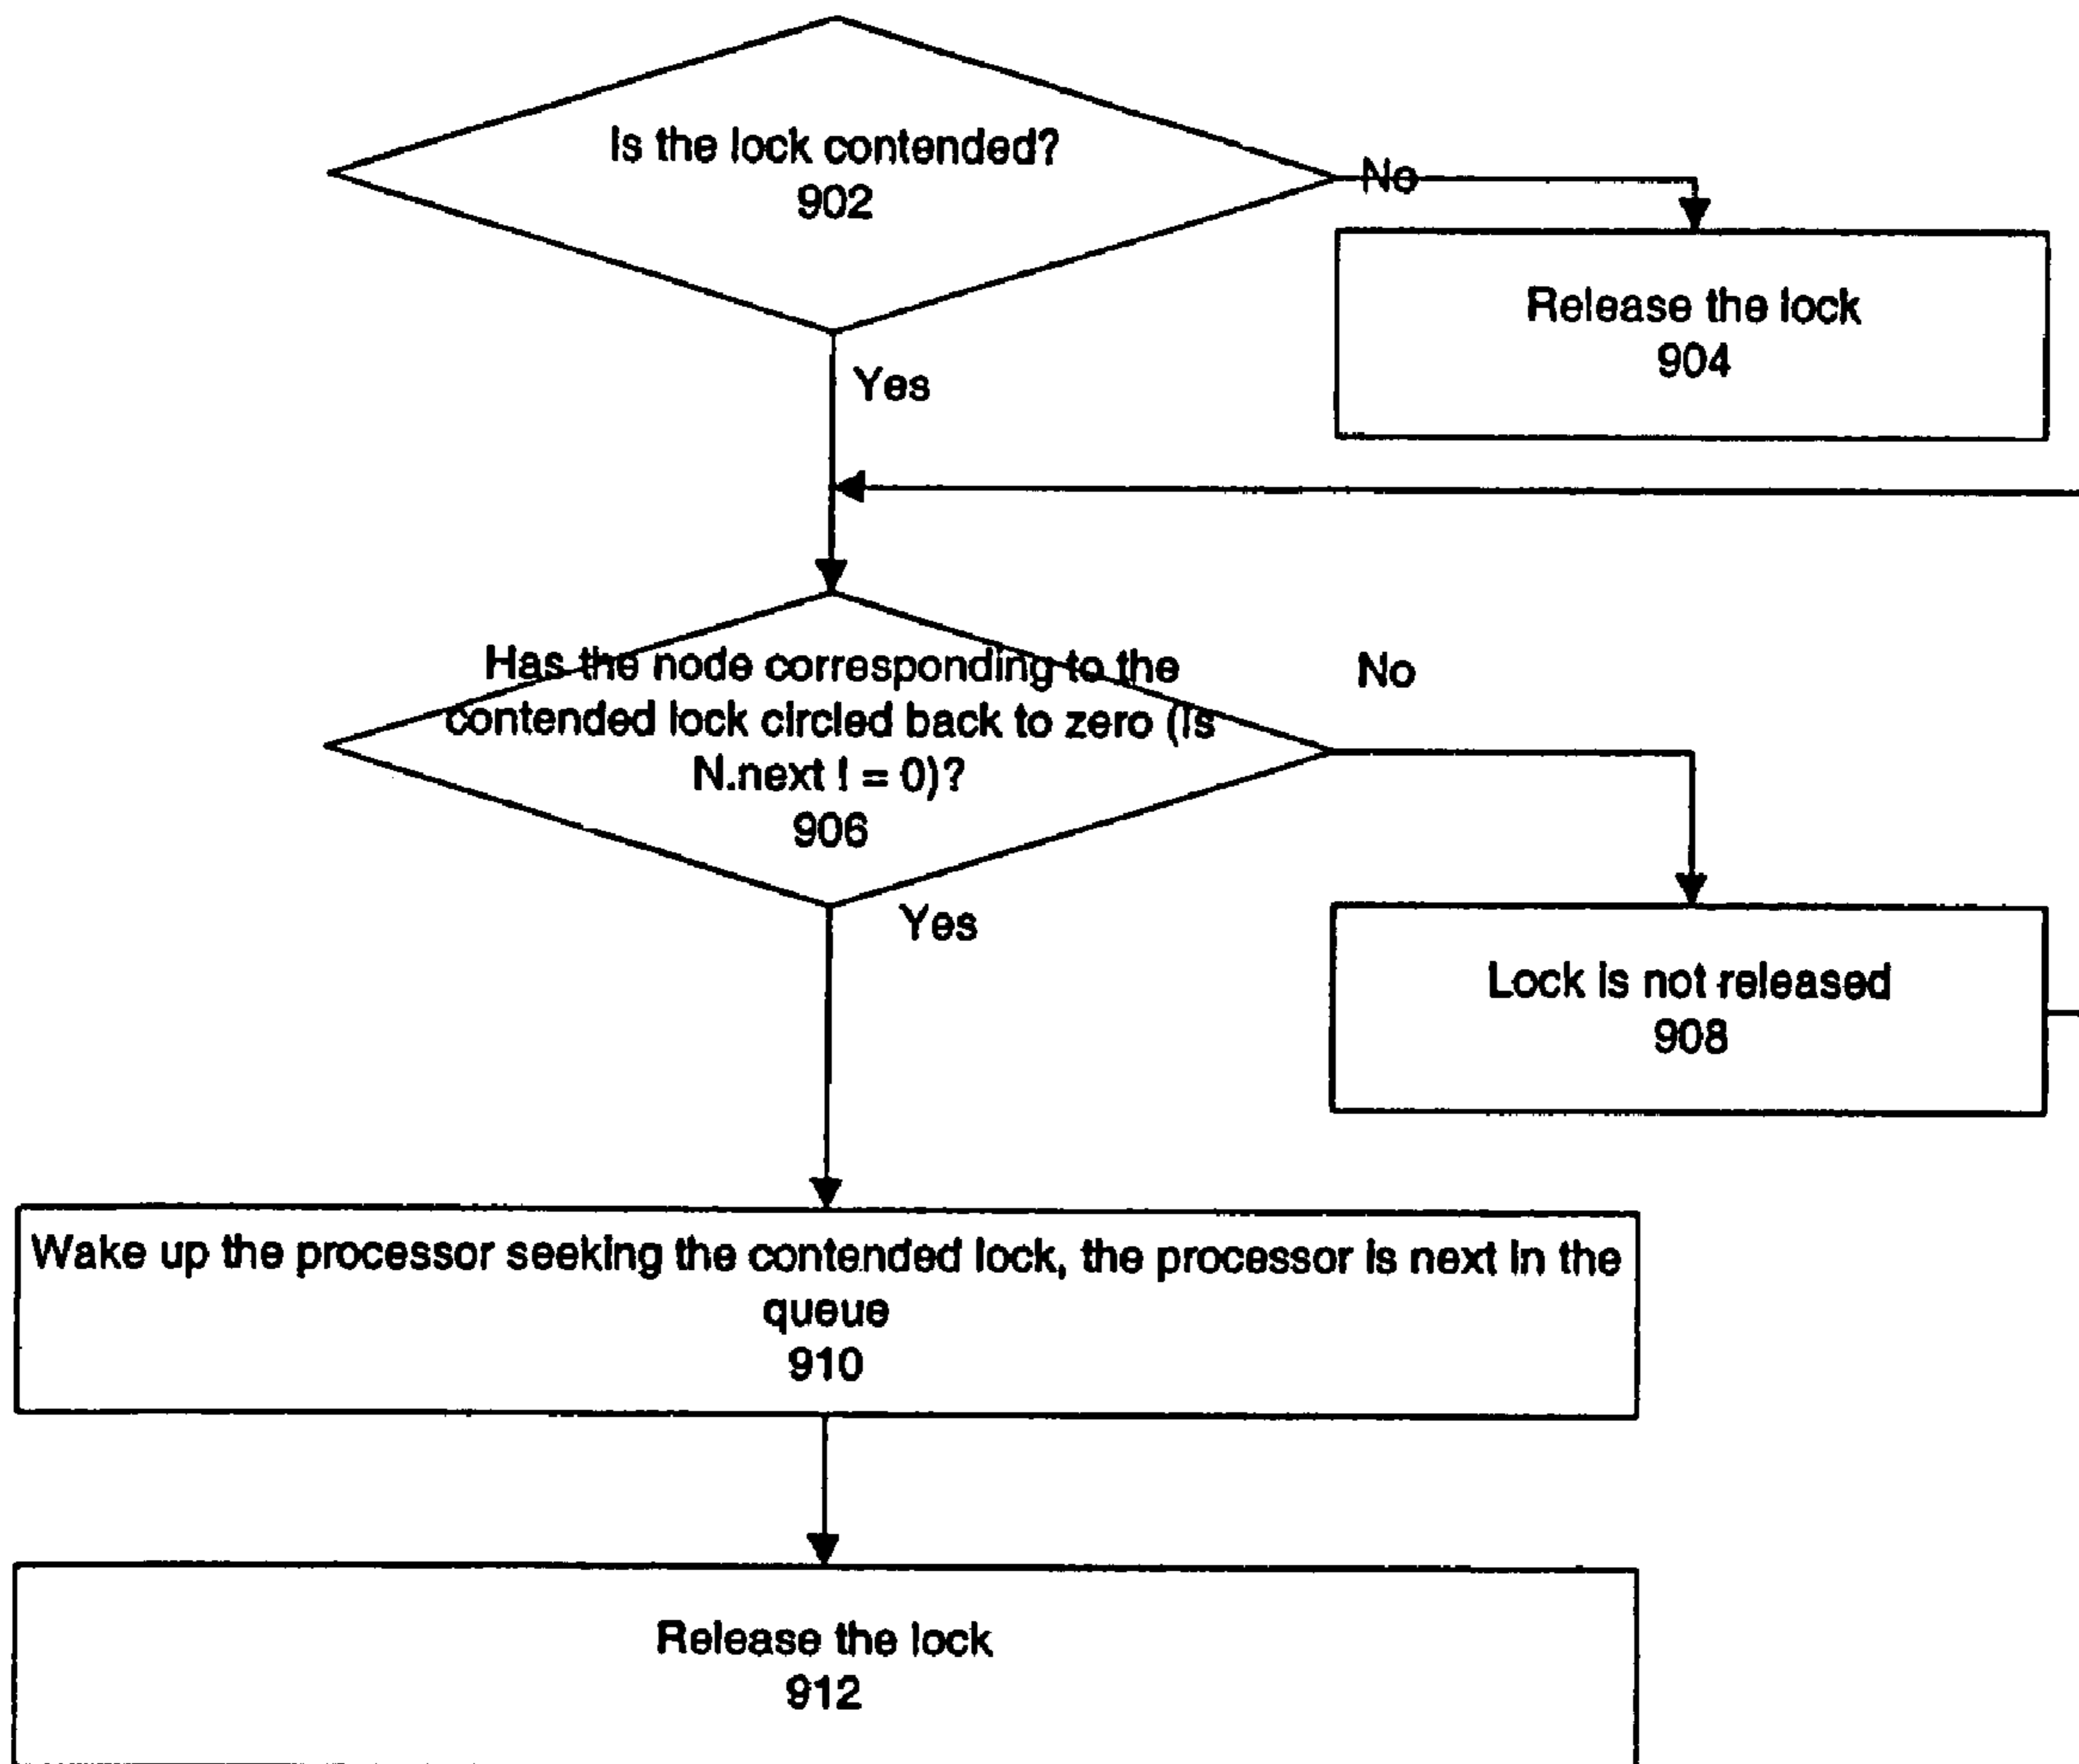 Is the lock contended?
902
No
Release the lock
904
Yes
Has the node corresponding to the
contended lock circled back to zero (Is
N.next ! = 0)?
906
No
Yes
Lock is not released
908
Wake up the processor seeking the contended lock, the processor is next in the
queue
910
Release the lock
912